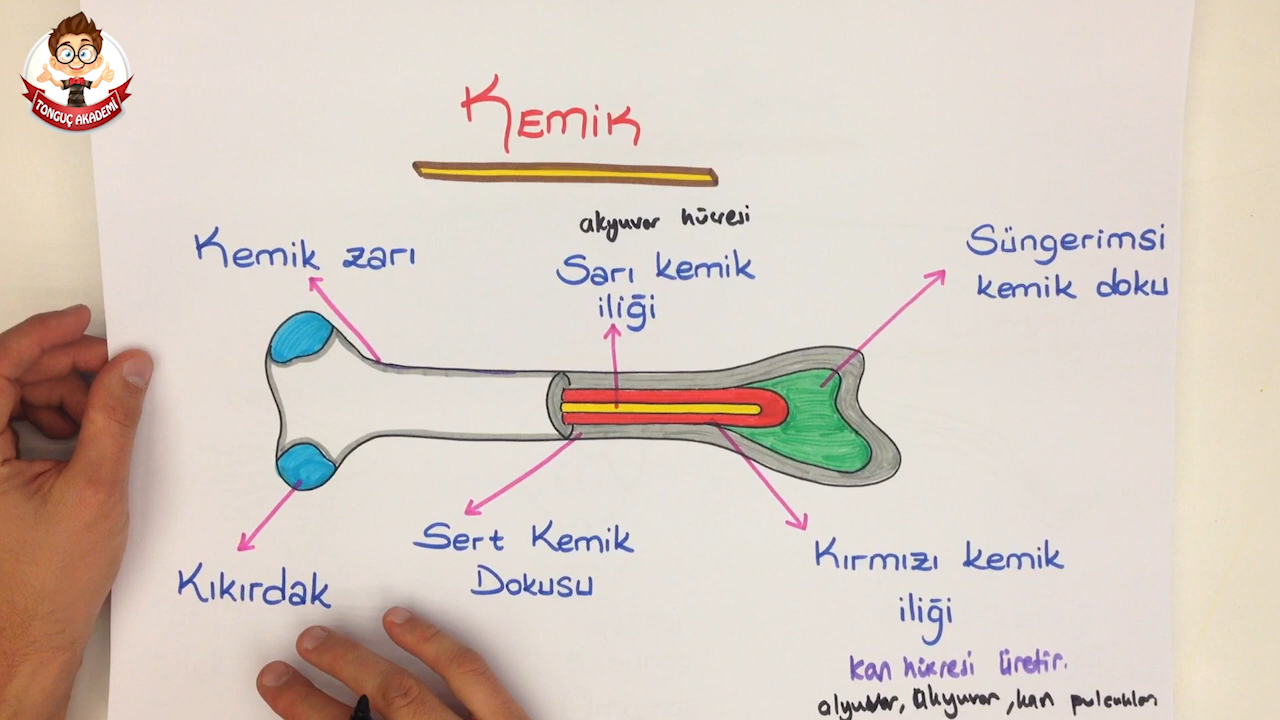 TONGUÇ AKADEMİ
Kemik
akyuvar hücresi
Kemik zarı
Sarı kemik
iliği
Süngerimsi
kemik doku
Sert Kemik
Dokusu
Kıkırdak
Kırmızı kemik
iliği
kan hücresi üretir.
alyuvar, Akyuvar, kan pulcukları